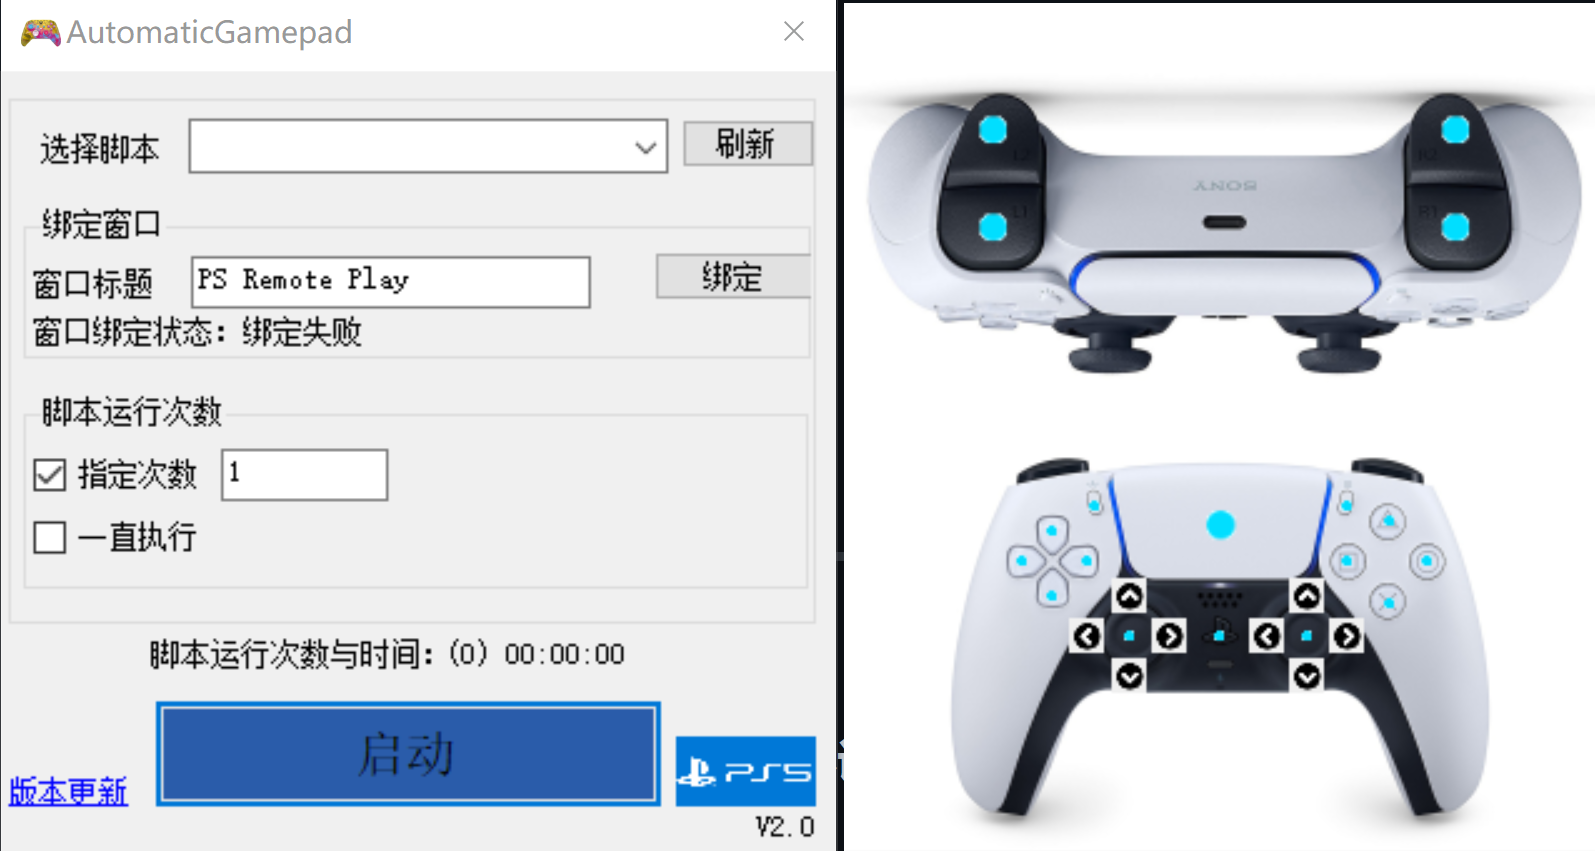 AutomaticGamepad
选择脚本
刷新
绑定窗口
窗口标题 PS Remote Play 绑定
窗口绑定状态：绑定失败
脚本运行次数
指定次数 1
一直执行
脚本运行次数与时间：(0) 00:00:00
启动
版本更新
PS5
V2.0
L2
R2
SONY
L1
R1